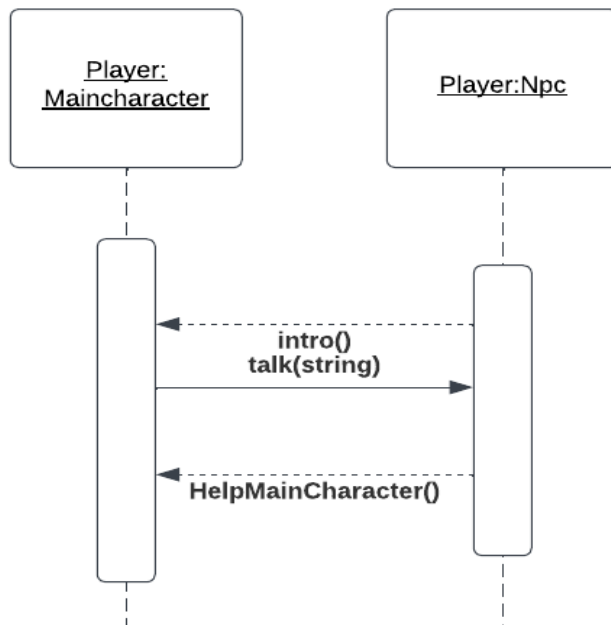 Player:
Maincharacter
Player:Npc
intro()
talk(string)
HelpMainCharacter()